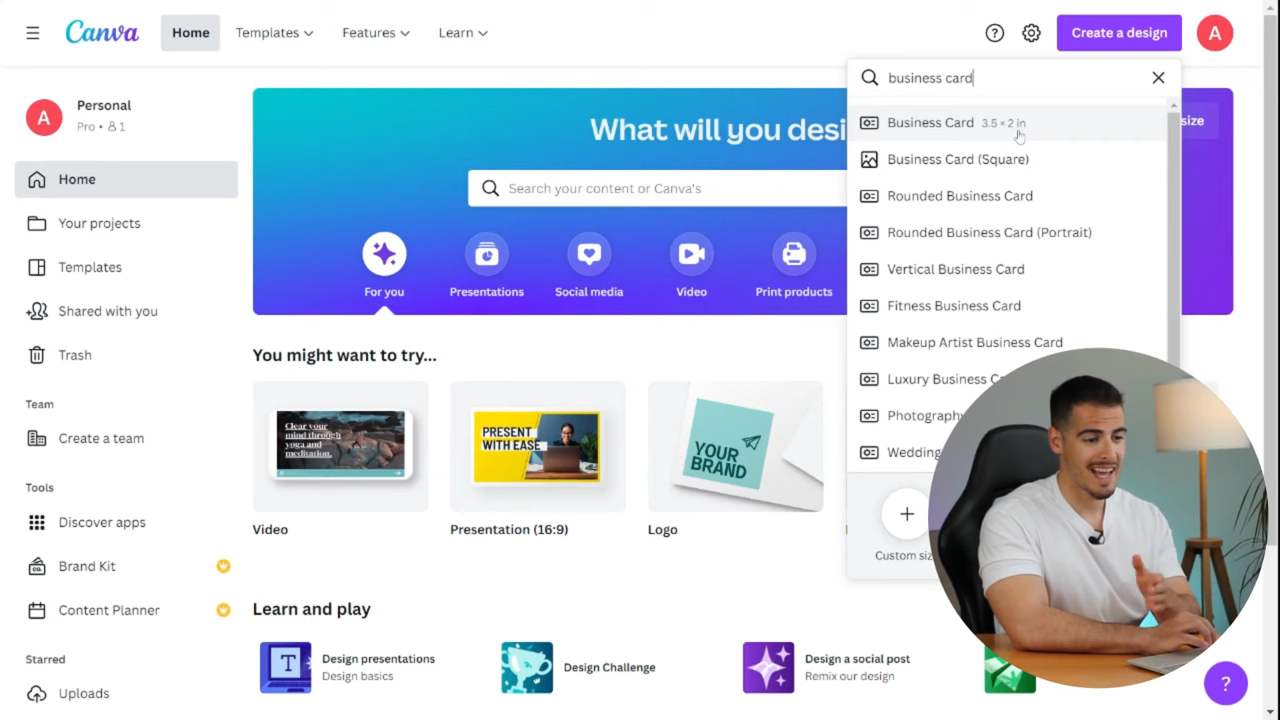 Canva
Home
Templates
Features
Learn
Create a design
A
business card
A
Personal
Pro • 1
Home
Your projects
Templates
Shared with you
Trash
Team
Create a team
Tools
Discover apps
Brand Kit
Content Planner
Starred
Uploads
What will you desi
size
Search your content or Canva's
For you
Presentations
Social media
Video
Print products
Business Card 3.5 × 2 in
Business Card (Square)
Rounded Business Card
Rounded Business Card (Portrait)
Vertical Business Card
Fitness Business Card
Makeup Artist Business Card
Luxury Business C
Photography
Wedding
Custom siz
You might want to try...
Clear your
mind through
yoga and
meditation.
Video
PRESENT
WITH EASE
Presentation (16:9)
YOUR
BRAND
Logo
Learn and play
T
Design presentations
Design basics
Design Challenge
Design a social post
Remix our design
?